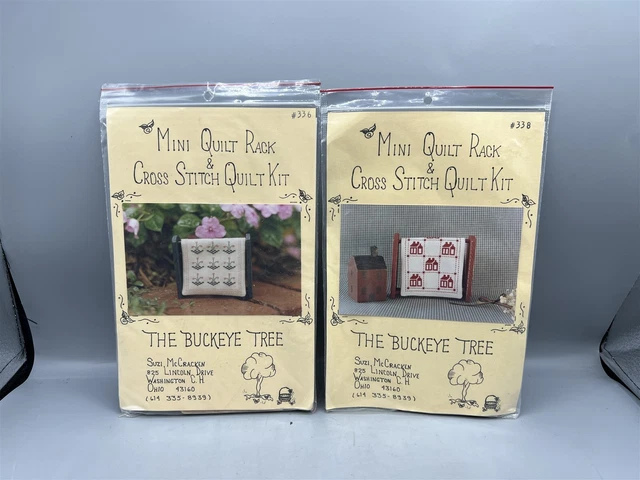 #336
MINI QUILT RACK
&
CROSS STITCH QUILT KIT
THE BUCKEYE TREE
SUZI MCCRACKEN
825 LINCOLN DRIVE
WASHINGTON C.H.
OHIO 43160
(614 335-8539)
#338
MINI QUILT RACK
&
CROSS STITCH QUILT KIT
THE BUCKEYE TREE
SUZI MCCRACKEN
825 LINCOLN DRIVE
WASHINGTON C.H.
OHIO 43160
(614 335-8539)